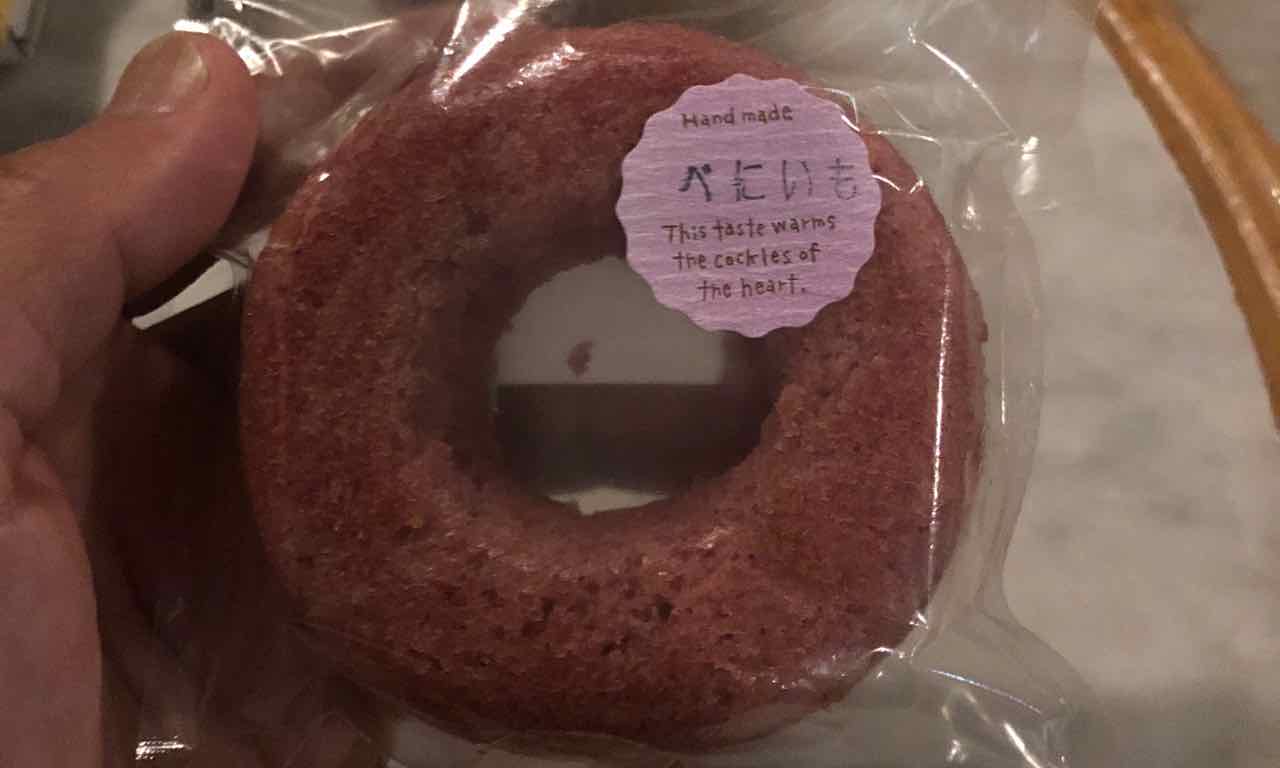 Hand made
べにいも
This taste warms
the cockles of
the heart.